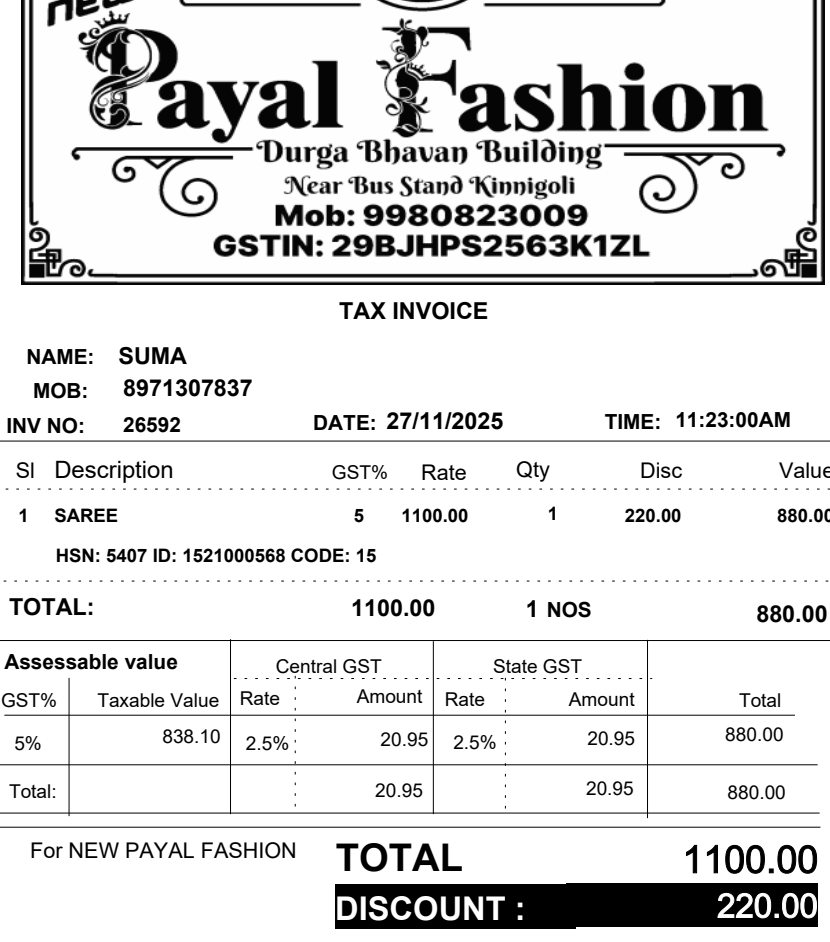 new
Payal Fashion
Durga Bhavan Building
Near Bus Stand Kinnigoli
Mob: 9980823009
GSTIN: 29BJHPS2563K1ZL
TAX INVOICE
NAME: SUMA
MOB: 8971307837
INV NO: 26592 DATE: 27/11/2025 TIME: 11:23:00AM
Sl Description GST% Rate Qty Disc Value
1 SAREE 5 1100.00 1 220.00 880.00
HSN: 5407 ID: 1521000568 CODE: 15
TOTAL: 1100.00 1 NOS 880.00
Assessable value Central GST State GST
GST% Taxable Value Rate Amount Rate Amount Total
5% 838.10 2.5% 20.95 2.5% 20.95 880.00
Total: 20.95 20.95 880.00
For NEW PAYAL FASHION TOTAL 1100.00
DISCOUNT : 220.00